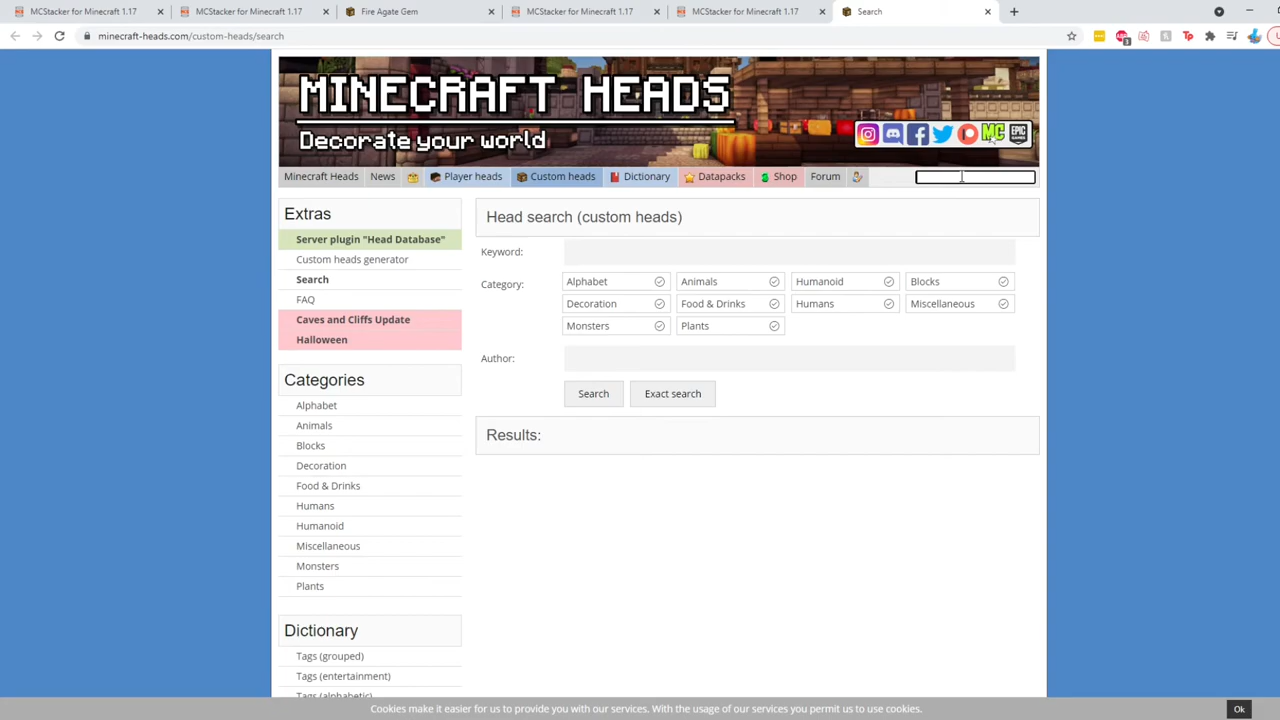 MCStacker for Minecraft 1.17
MCStacker for Minecraft 1.17
Fire Agate Gem
MCStacker for Minecraft 1.17
MCStacker for Minecraft 1.17
Search
minecraft-heads.com/custom-heads/search
MINECRAFT HEADS
Decorate your world
MC
EPIC GAMES
Minecraft Heads
News
Player heads
Custom heads
Dictionary
Datapacks
Shop
Forum
Extras
Server plugin "Head Database"
Custom heads generator
Search
FAQ
Caves and Cliffs Update
Halloween
Categories
Alphabet
Animals
Blocks
Decoration
Food & Drinks
Humans
Humanoid
Miscellaneous
Monsters
Plants
Dictionary
Tags (grouped)
Tags (entertainment)
Tags (alphabetic)
Head search (custom heads)
Keyword:
Category:
Alphabet
Animals
Humanoid
Blocks
Decoration
Food & Drinks
Humans
Miscellaneous
Monsters
Plants
Author:
Search
Exact search
Results:
Cookies make it easier for us to provide you with our services. With the usage of our services you permit us to use cookies.
Ok